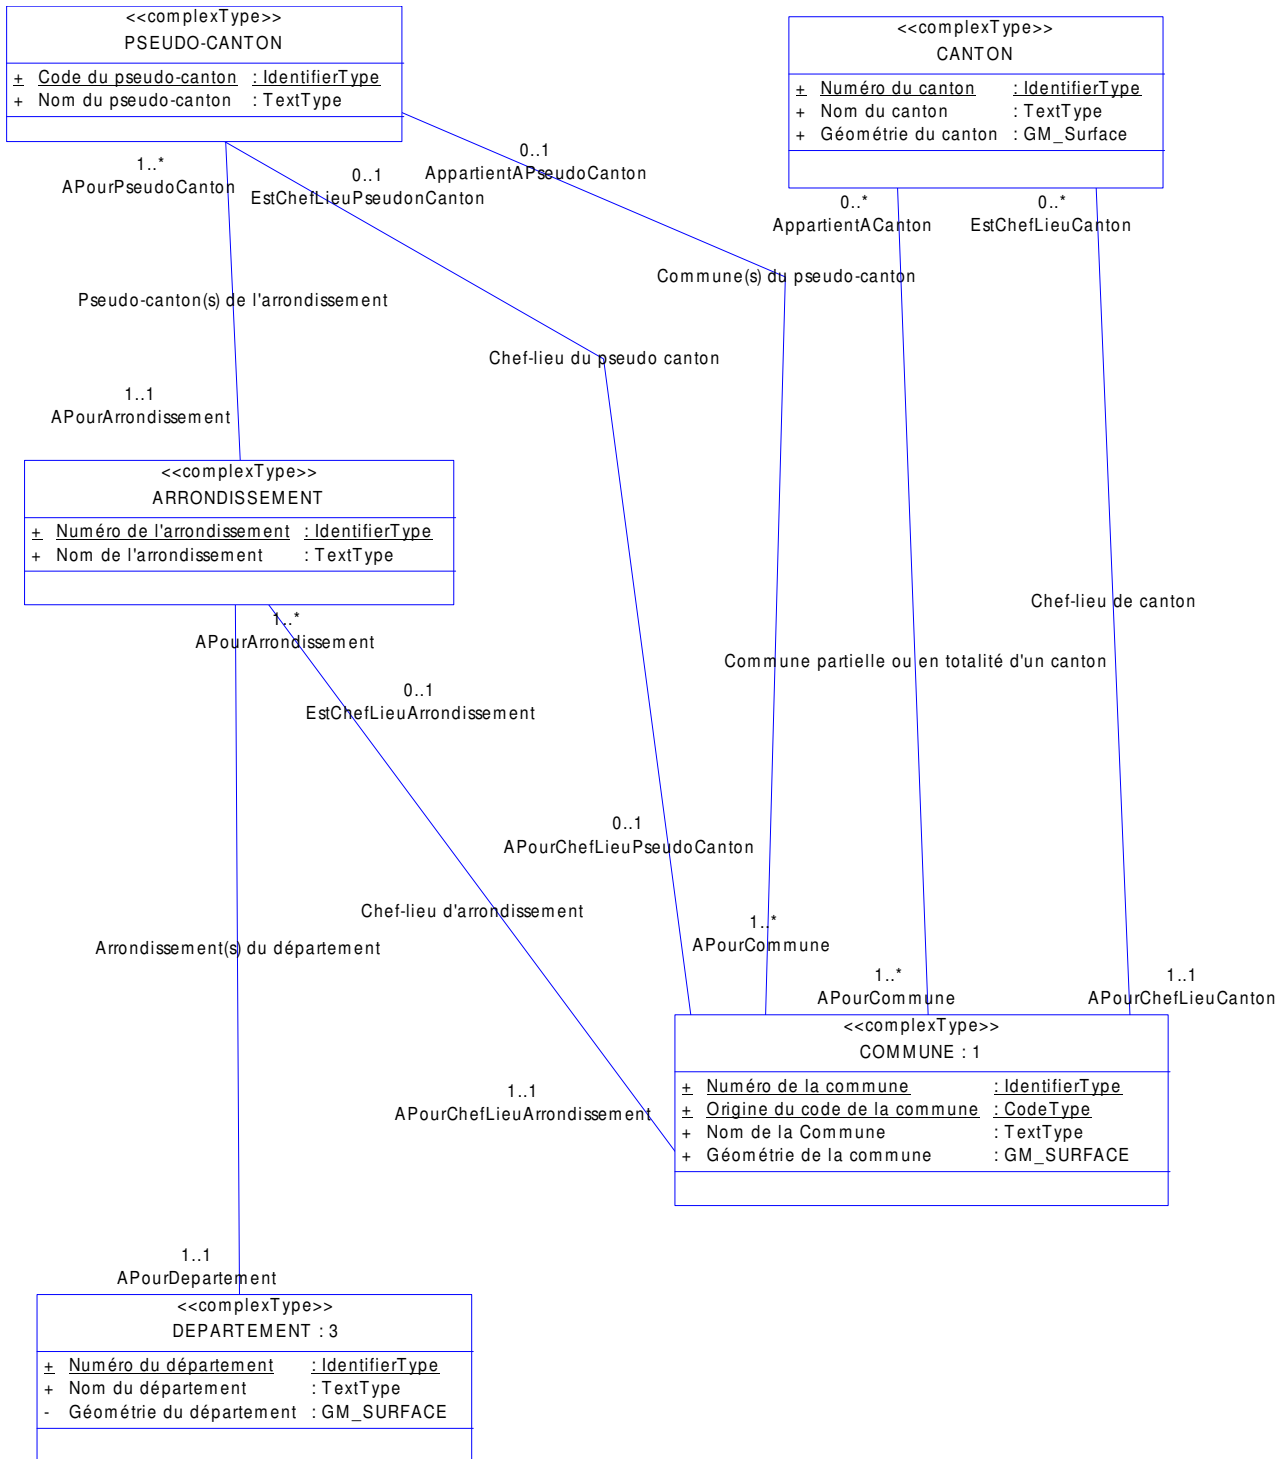 <<complexType>>
PSEUDO-CANTON
+ Code du pseudo-canton : IdentifierType
+ Nom du pseudo-canton : TextType
<<complexType>>
CANTON
+ Numéro du canton : IdentifierType
+ Nom du canton : TextType
+ Géométrie du canton : GM_Surface
1..*
APourPseudoCanton
0..1
EstChefLieuPseudonCanton
0..1
AppartientAPseudoCanton
0..*
AppartientACanton
0..*
EstChefLieuCanton
Commune(s) du pseudo-canton
Pseudo-canton(s) de l'arrondissement
Chef-lieu du pseudo canton
1..1
APourArrondissement
<<complexType>>
ARRONDISSEMENT
+ Numéro de l'arrondissement : IdentifierType
+ Nom de l'arrondissement : TextType
1..*
APourArrondissement
0..1
EstChefLieuArrondissement
Chef-lieu de canton
Commune partielle ou en totalité d'un canton
0..1
APourChefLieuPseudoCanton
Chef-lieu d'arrondissement
Arrondissement(s) du département
1..*
APourCommune
1..*
APourCommune
1..1
APourChefLieuCanton
<<complexType>>
COMMUNE : 1
+ Numéro de la commune : IdentifierType
+ Origine du code de la commune : CodeType
+ Nom de la Commune : TextType
+ Géométrie de la commune : GM_SURFACE
1..1
APourChefLieuArrondissement
1..1
APourDepartement
<<complexType>>
DEPARTEMENT : 3
+ Numéro du département : IdentifierType
+ Nom du département : TextType
- Géométrie du département : GM_SURFACE